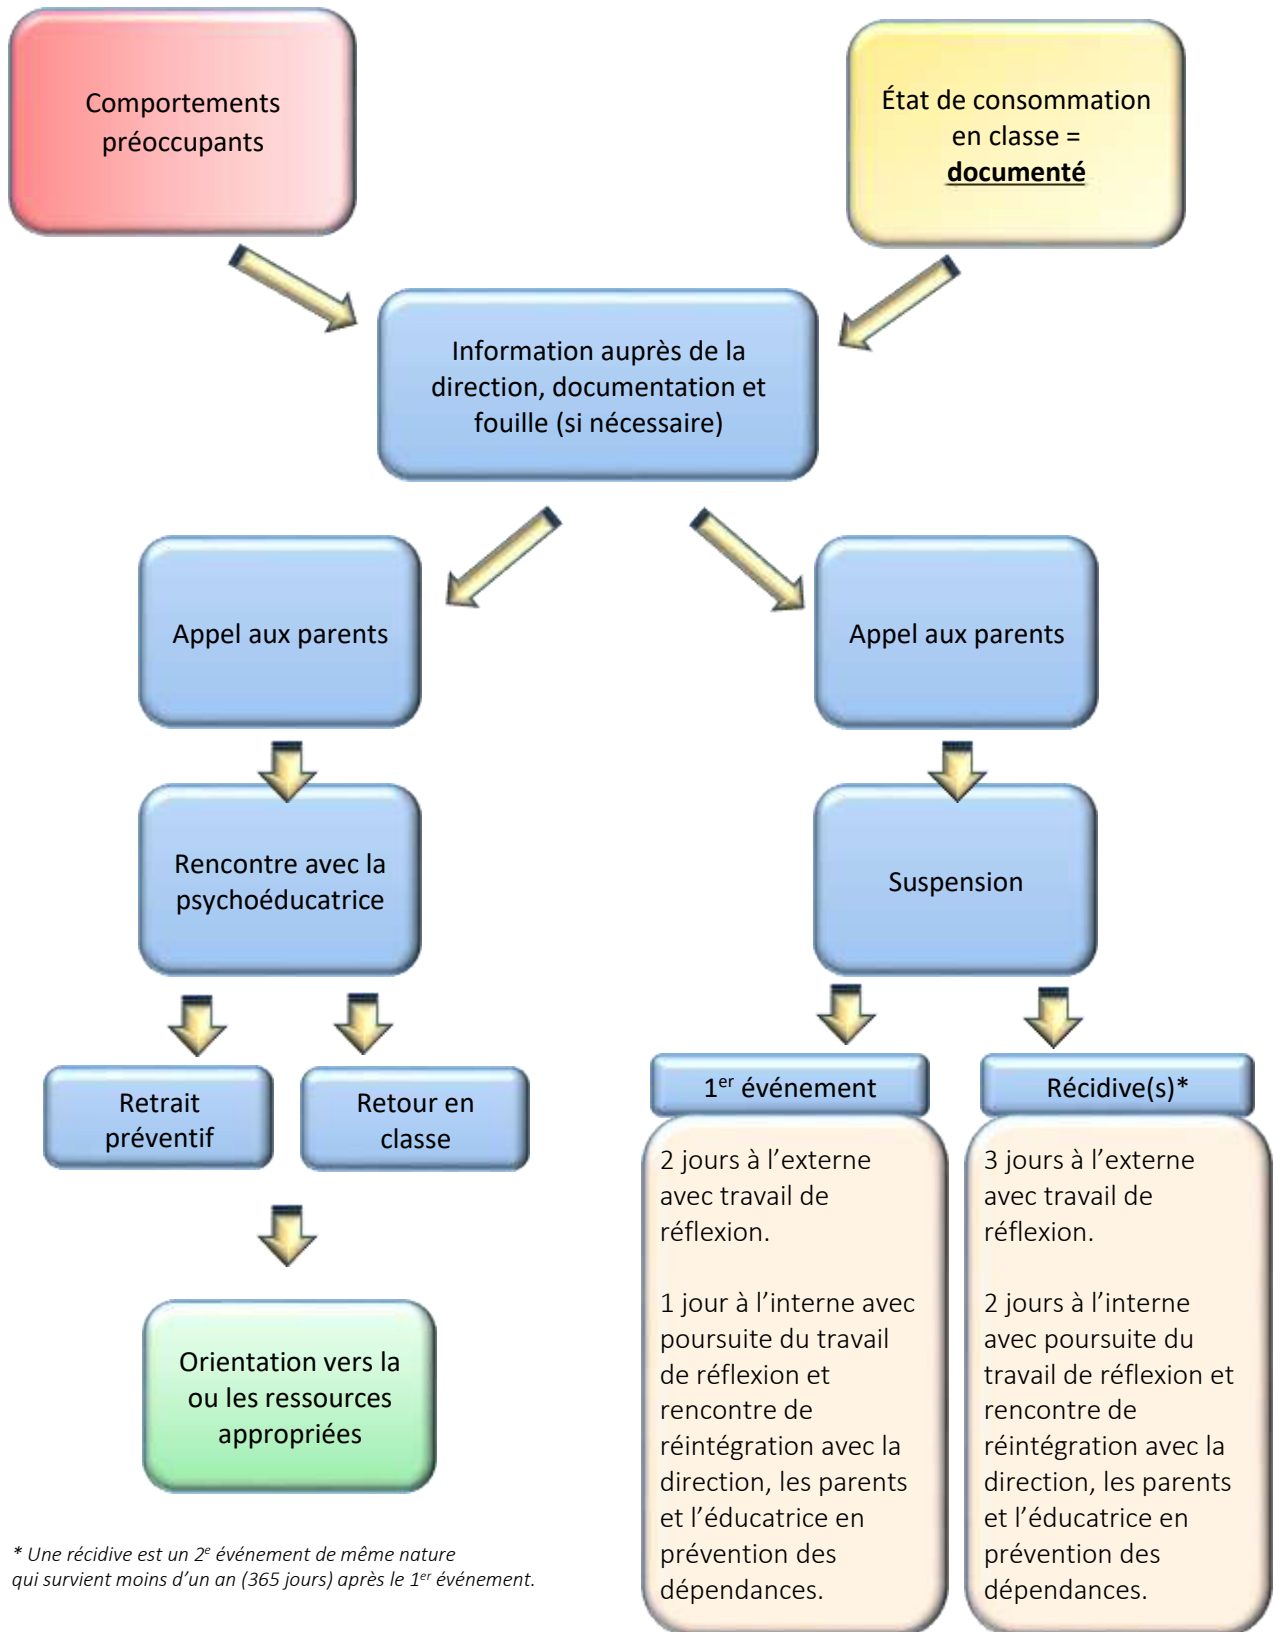 Comportements
préoccupants
État de consommation
en classe =
documenté
Information auprès de la
direction, documentation et
fouille (si nécessaire)
Appel aux parents
Appel aux parents
Rencontre avec la
psychoéducatrice
Suspension
Retrait
préventif
Retour en
classe
1er événement
Récidive(s)*
2 jours à l’externe
avec travail de
réflexion.
1 jour à l’interne avec
poursuite du travail
de réflexion et
rencontre de
réintégration avec la
direction, les parents
et l’éducatrice en
prévention des
dépendances.
3 jours à l’externe
avec travail de
réflexion.
2 jours à l’interne
avec poursuite du
travail de réflexion et
rencontre de
réintégration avec la
direction, les parents
et l’éducatrice en
prévention des
dépendances.
Orientation vers la
ou les ressources
appropriées
* Une récidive est un 2e événement de même nature
qui survient moins d’un an (365 jours) après le 1er événement.